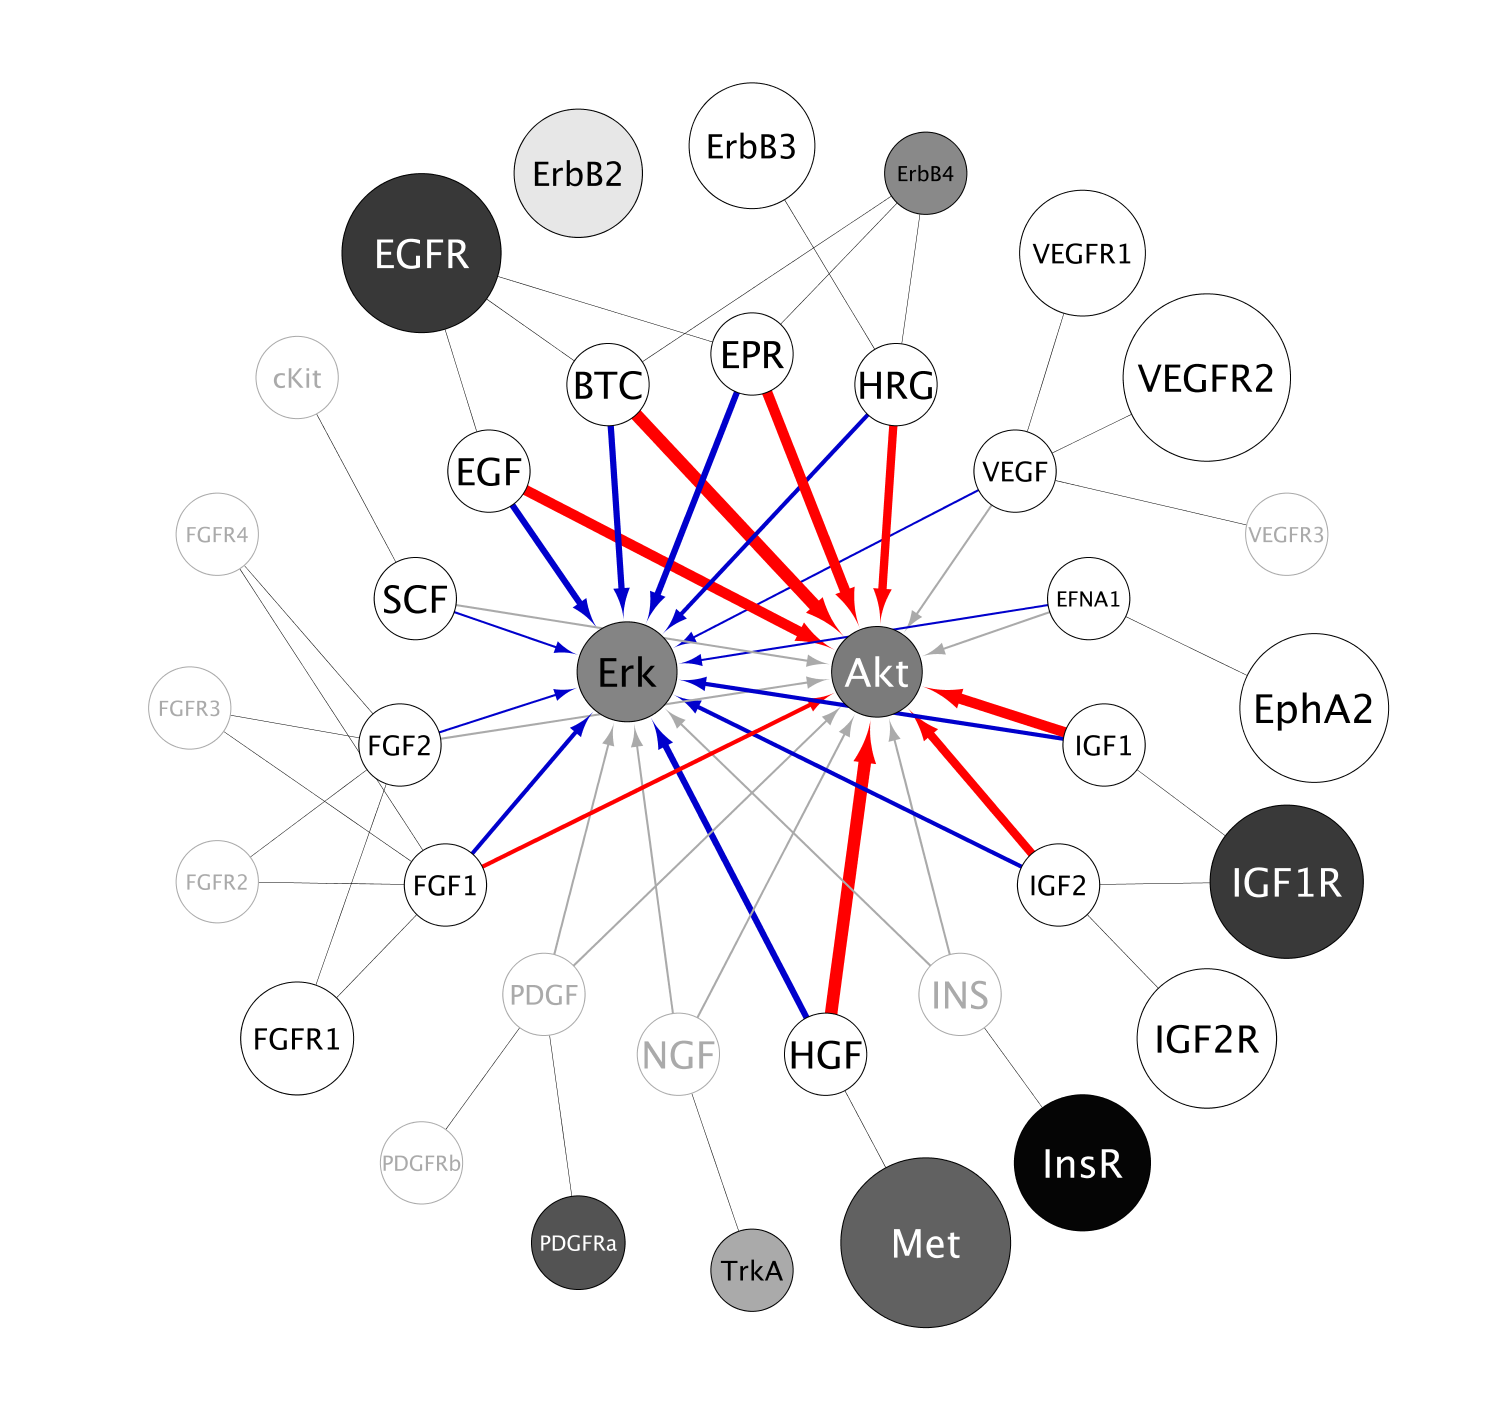 ErbB3
ErbB2
ErbB4
EGFR
VEGFR1
EPR
cKit
BTC
HRG
VEGFR2
EGF
VEGF
FGFR4
VEGFR3
SCF
EFNA1
Erk
Akt
FGFR3
EphA2
FGF2
IGF1
FGFR2
FGF1
IGF2
IGF1R
PDGF
INS
FGFR1
NGF
HGF
IGF2R
PDGFRb
InsR
PDGFRa
Met
TrkA